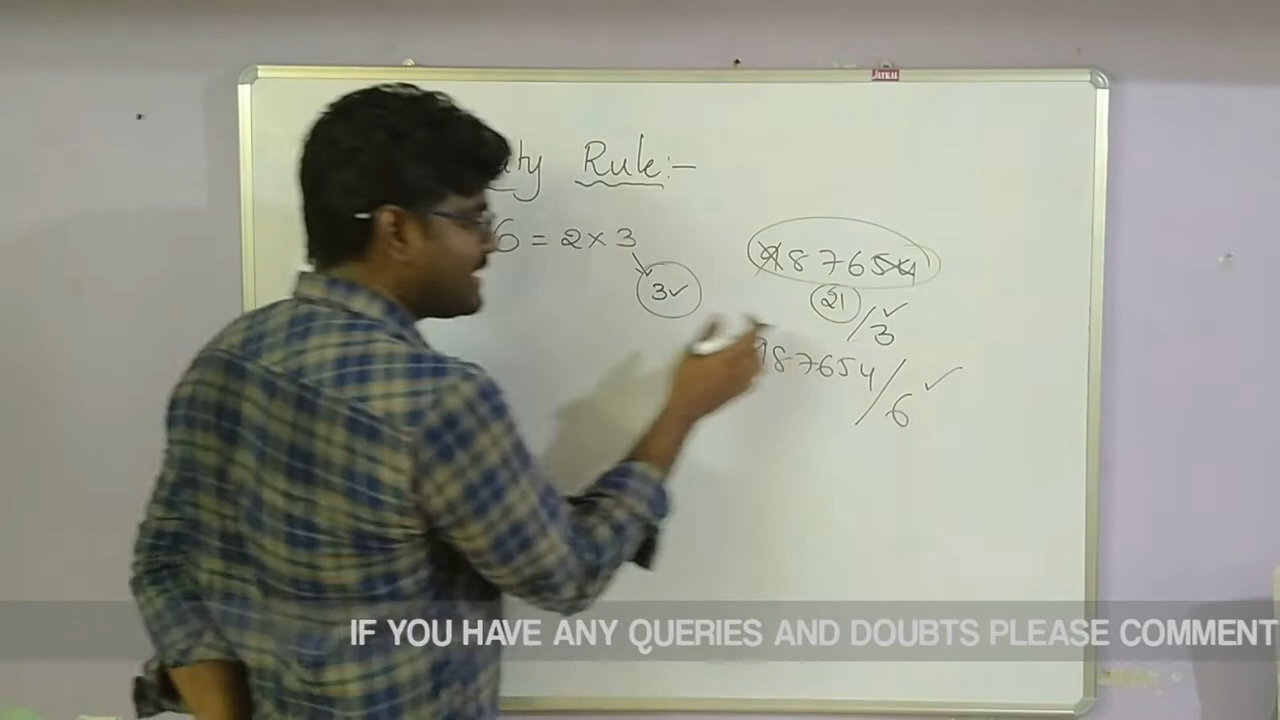 JAYKAL
Rule:-
6 = 2 × 3
3✓
987654
21
/3 ✓
987654/6 ✓
IF YOU HAVE ANY QUERIES AND DOUBTS PLEASE COMMENT